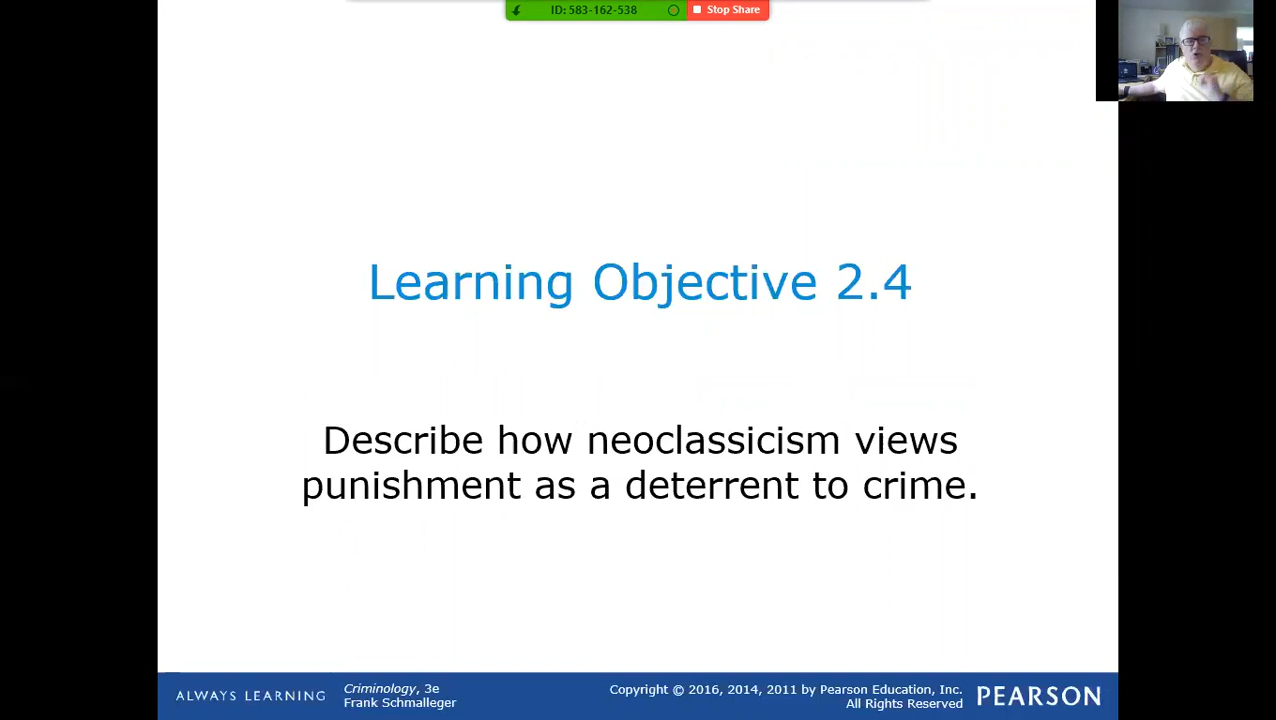 ID: 583-162-538
Stop Share
Learning Objective 2.4
Describe how neoclassicism views
punishment as a deterrent to crime.
ALWAYS LEARNING
Criminology, 3e
Frank Schmalleger
Copyright © 2016, 2014, 2011 by Pearson Education, Inc.
All Rights Reserved
PEARSON